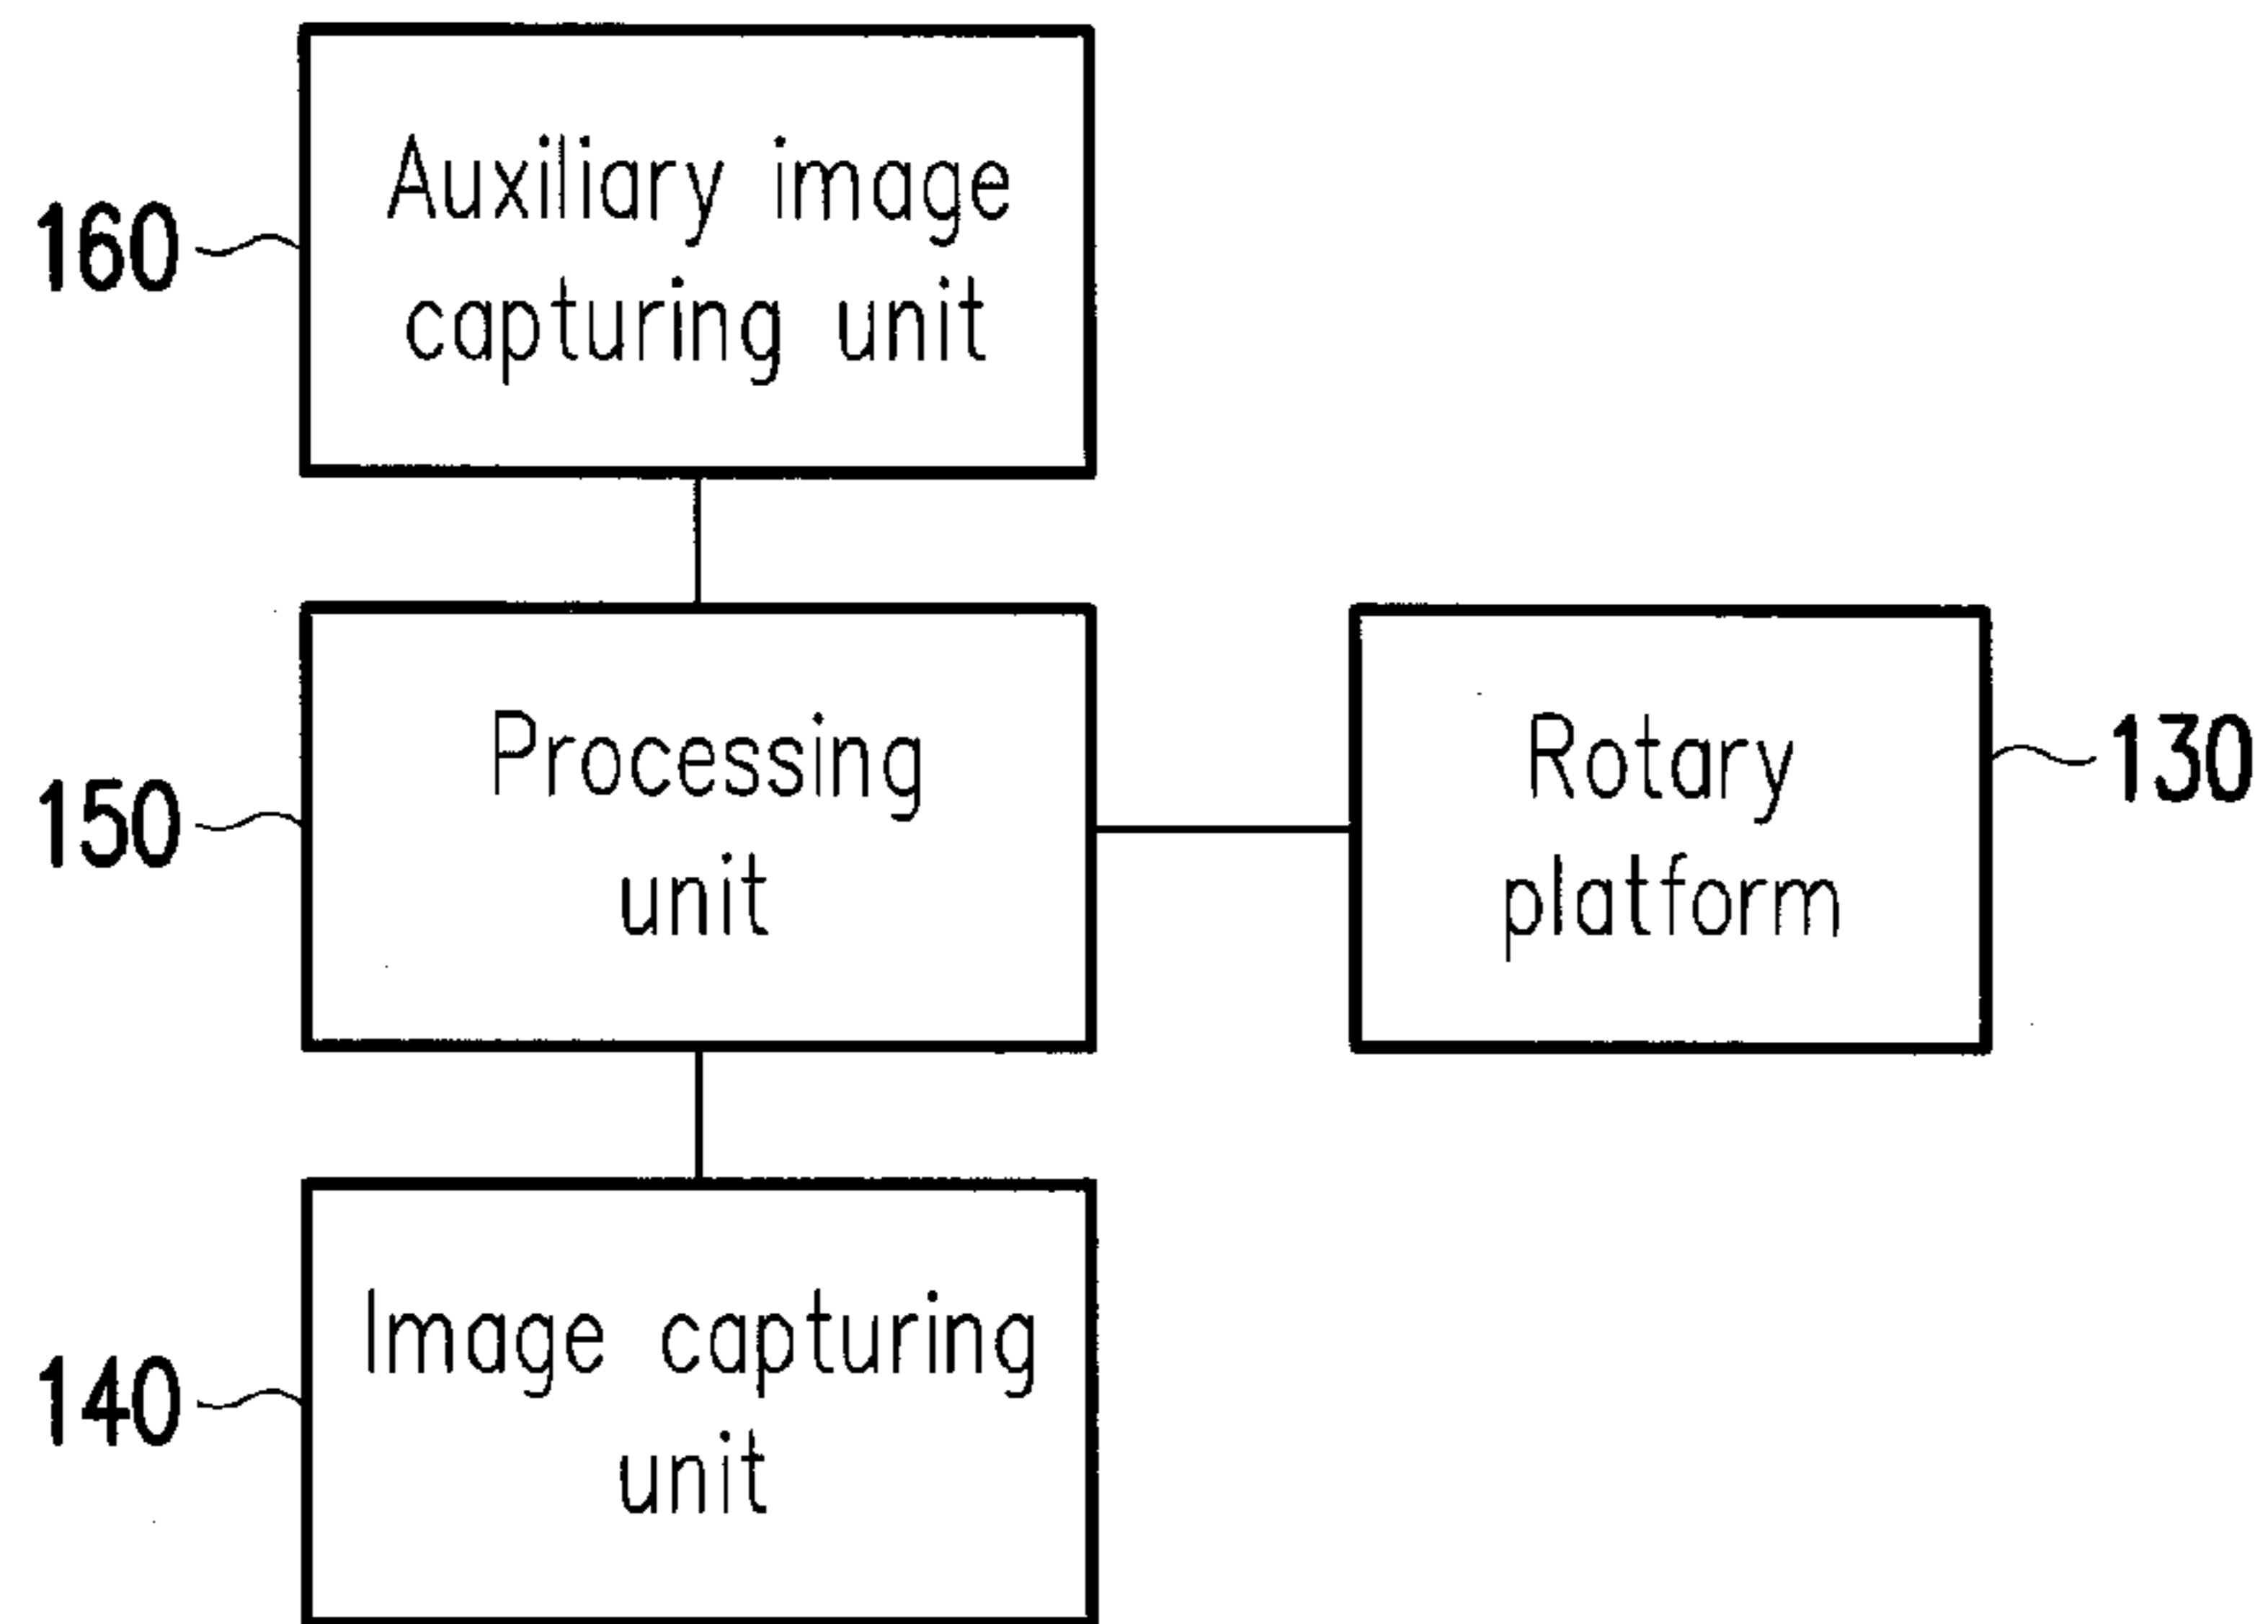 160
Auxiliary image
capturing unit
150
Processing
unit
Rotary
platform
130
140
Image capturing
unit